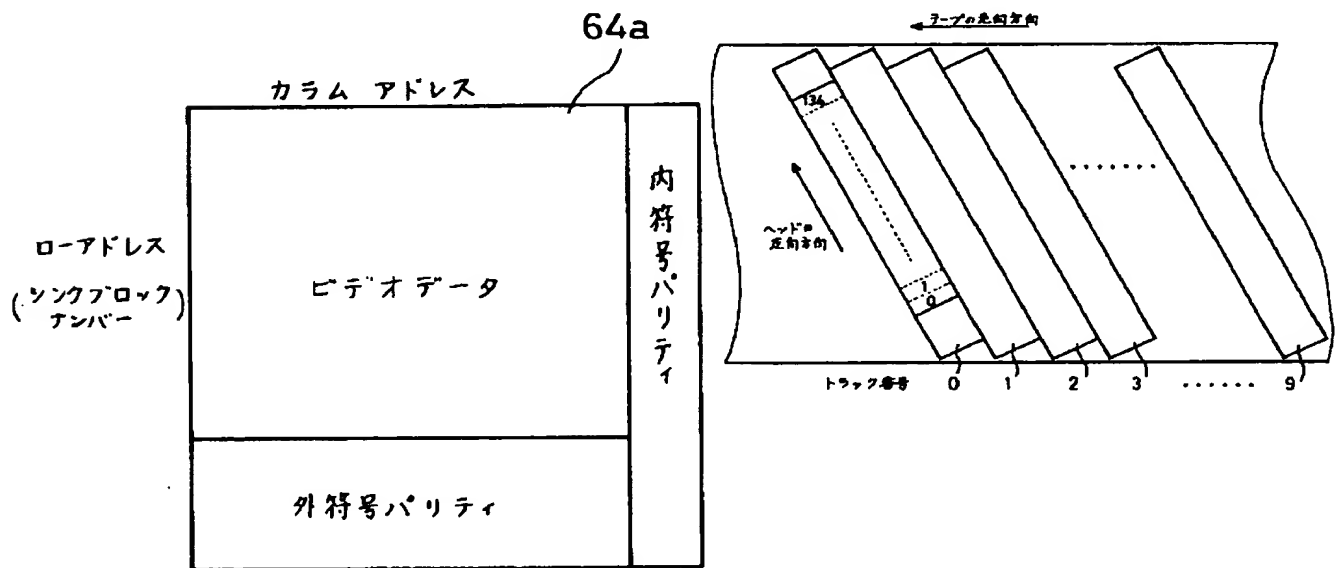 64a
カラム アドレス
ローアドレス
(シンクブロック
ナンバー)
ビデオデータ
内符号パリティ
外符号パリティ
テープの走向方向
134
ヘッドの
走向方向
1
0
トラック番号 0 1 2 3 ...... 9